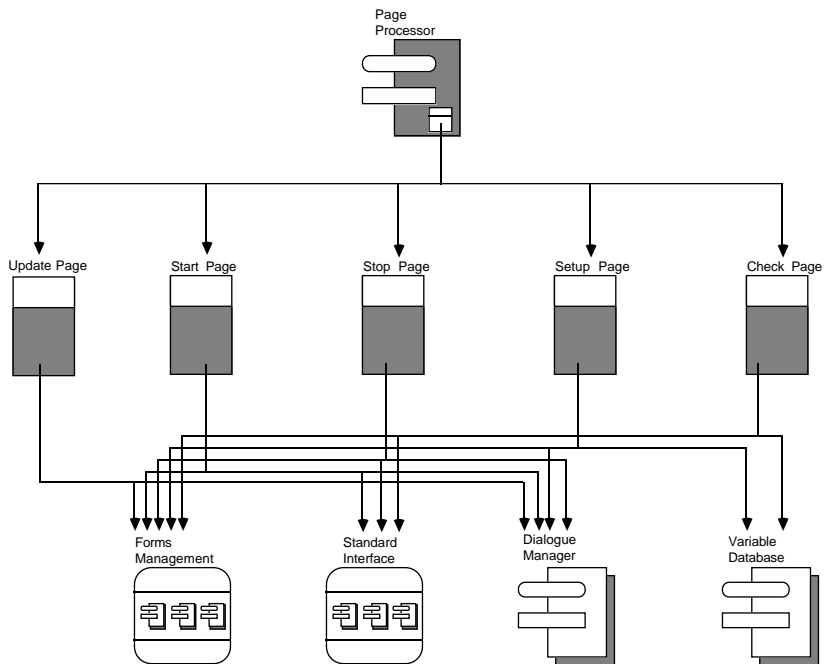 Page
Processor
Update Page
Start Page
Stop Page
Setup Page
Check Page
Forms
Management
Standard
Interface
Dialogue
Manager
Variable
Database